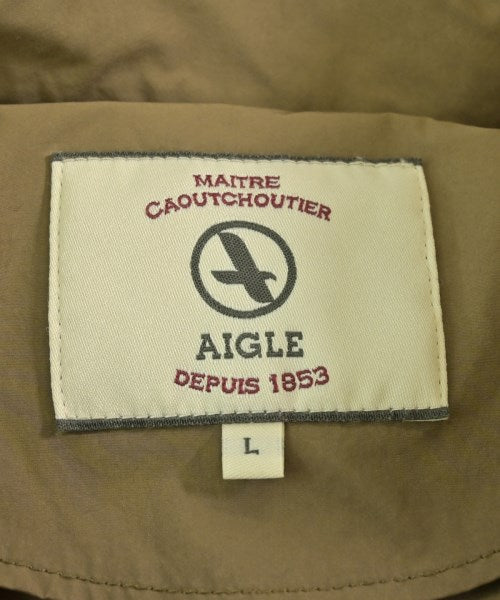 MAITRE
CAOUTCHOUTIER
AIGLE
DEPUIS 1853
L